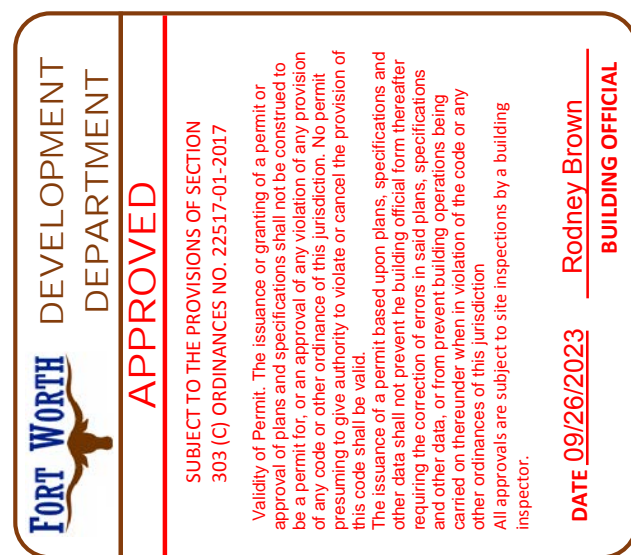 FORT WORTH
DEVELOPMENT
DEPARTMENT
APPROVED
SUBJECT TO THE PROVISIONS OF SECTION
303 (C) ORDINANCES NO. 22517-01-2017
Validity of Permit. The issuance or granting of a permit or
approval of plans and specifications shall not be construed to
be a permit for, or an approval of any violation of any provision
of any code or other ordinance of this jurisdiction. No permit
presuming to give authority to violate or cancel the provision of
this code shall be valid.
The issuance of a permit based upon plans, specifications and
other data shall not prevent he building official form thereafter
requiring the correction of errors in said plans, specifications
and other data, or from prevent building operations being
carried on thereunder when in violation of the code or any
other ordinances of this jurisdiction
All approvals are subject to site inspections by a building
inspector.
DATE 09/26/2023 Rodney Brown
BUILDING OFFICIAL